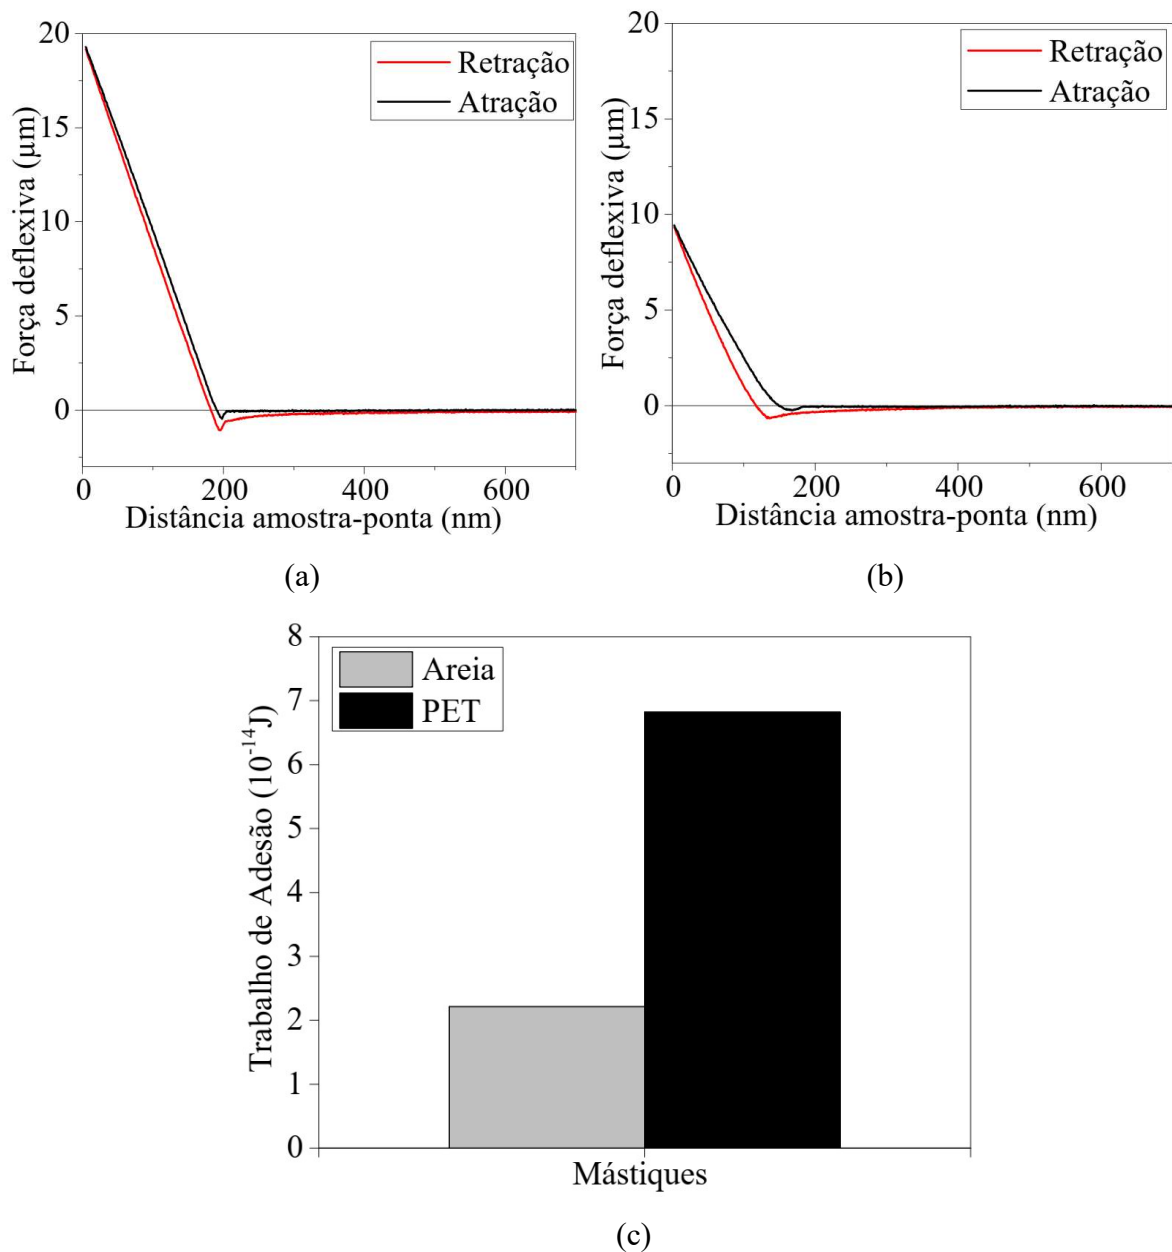 20
15
10
5
0
Força deflexiva (µm)
Retração
Atração
0 200 400 600
Distância amostra-ponta (nm)
(a)
20
15
10
5
0
Força deflexiva (µm)
Retração
Atração
0 200 400 600
Distância amostra-ponta (nm)
(b)
8
7
6
5
4
3
2
1
0
Trabalho de Adesão (10⁻¹⁴J)
Areia
PET
Mástiques
(c)